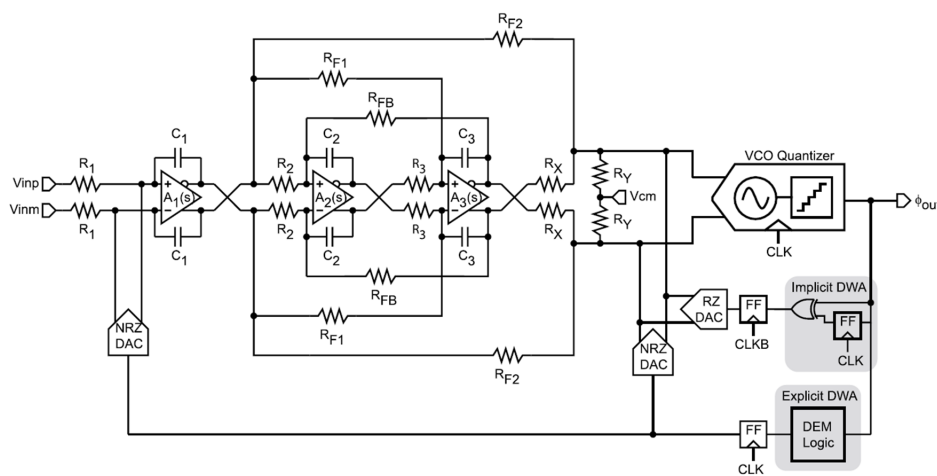 RF2
RF1
RFB
C1
C2
C3
R1
R2
R3
RX
RY
VCO Quantizer
Vinp
A1(s)
A2(s)
A3(s)
Vcm
ϕout
Vinm
R1
R2
R3
RX
RY
C1
C2
C3
CLK
RFB
Implicit DWA
RZ
DAC
FF
FF
NRZ
DAC
RF1
NRZ
DAC
CLKB
CLK
RF2
Explicit DWA
FF
DEM
Logic
CLK